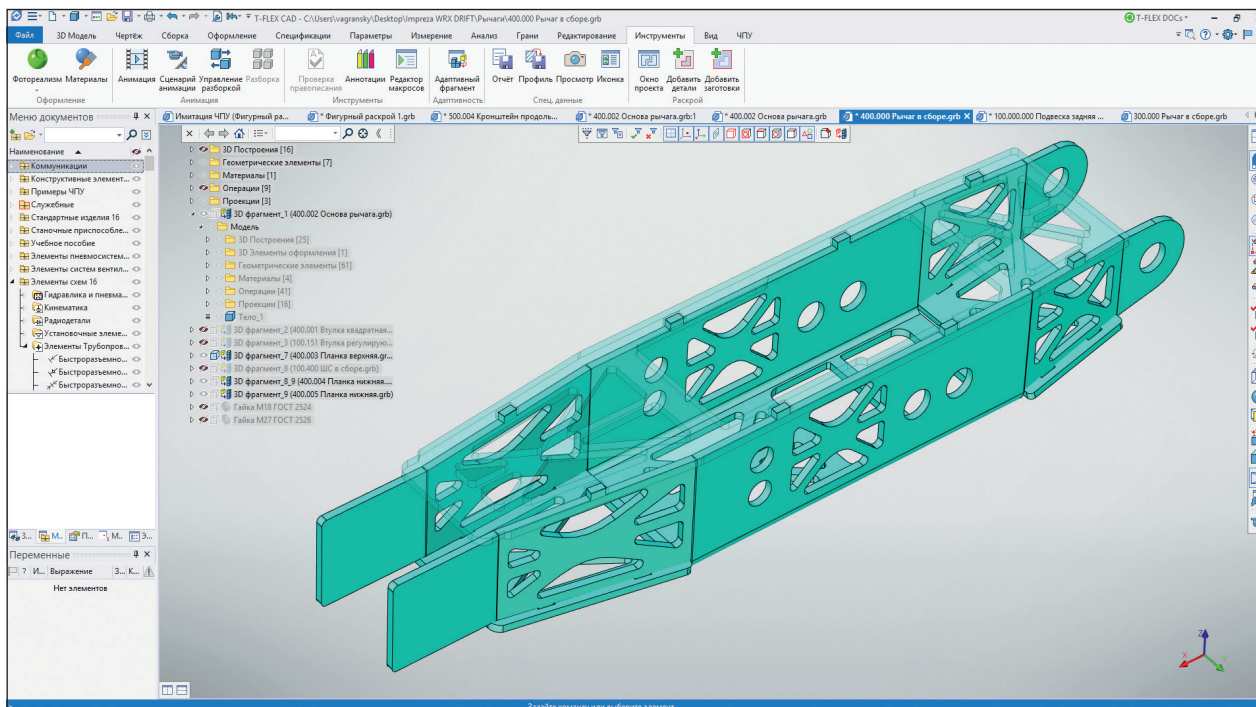 T-FLEX CAD - C:\Users\vagransky\Desktop\Impreza WRX DRIFT\Рычаги\400.000 Рычаг в сборе.grb
T-FLEX DOCs
Файл 3D Модель Чертёж Сборка Оформление Спецификации Параметры Измерение Анализ Грани Редактирование Инструменты Вид ЧПУ
Фотореализм Материалы Анимация Сценарий анимации Управление разборкой Разборка Проверка правописания Аннотации Редактор макросов Адаптивный фрагмент Отчёт Профиль Просмотр Иконка Окно проекта Добавить детали Добавить заготовки
Оформление Анимация Инструменты Адаптивность Спец. данные Раскрой
Меню документов
Имитация ЧПУ (Фигурный ра... * Фигурный раскрой 1.grb * 500.004 Кронштейн продоль... * 400.002 Основа рычага.grb:1 * 400.002 Основа рычага.grb * 400.000 Рычаг в сборе.grb * 100.000.000 Подвеска задняя ... 300.000 Рычаг в сборе.grb
Наименование
Коммуникации
Конструктивные элемент...
Примеры ЧПУ
Служебные
Стандартные изделия 16
Станочные приспособле...
Учебное пособие
Элементы пневмосистем...
Элементы систем вентил...
Элементы схем 16
Гидравлика и пневма...
Кинематика
Радиодетали
Установочные элеме...
Элементы Трубопров...
Быстроразъемно...
Быстроразъемно...
Быстроразъемно...
3D Построения [16]
Геометрические элементы [7]
Материалы [1]
Операции [9]
Проекции [3]
3D фрагмент_1 (400.002 Основа рычага.grb)
Модель
3D Построения [25]
3D Элементы оформления [1]
Геометрические элементы [61]
Материалы [4]
Операции [41]
Проекции [16]
Тело_1
3D фрагмент_2 (400.001 Втулка квадратная...
3D фрагмент_3 (100.151 Втулка регулирую...
3D фрагмент_7 (400.003 Планка верхняя.gr...
3D фрагмент_8 (100.400 ШС в сборе.grb)
3D фрагмент_8_9 (400.004 Планка нижняя....
3D фрагмент_9 (400.005 Планка нижняя.grb)
Гайка М18 ГОСТ 2524
Гайка М27 ГОСТ 2526
З... М... П... М... Э...
Переменные
? И... Выражение З... К...
Нет элементов
Z
X
Y
Задайте команду или выберите элемент